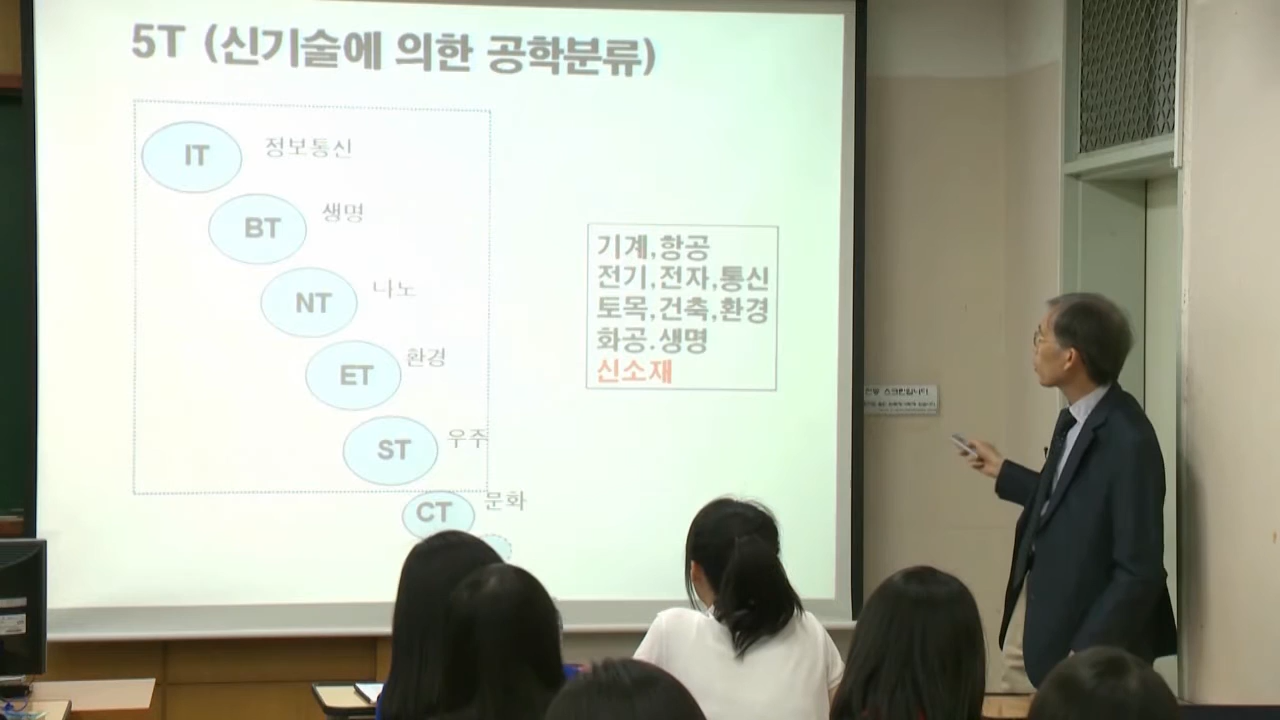 5T (신기술에 의한 공학분류)
IT 정보통신
BT 생명
NT 나노
ET 환경
ST 우주
CT 문화
기계,항공
전기,전자,통신
토목,건축,환경
화공.생명
신소재